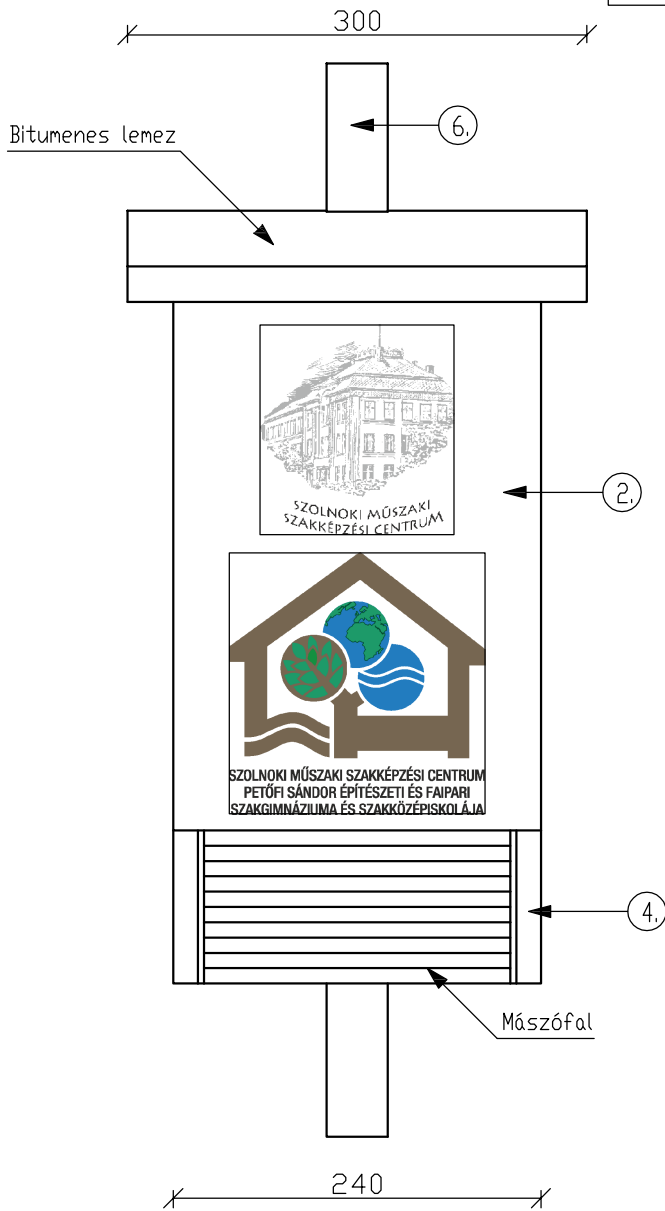 300
6.
Bitumenes lemez
SZOLNOKI MŰSZAKI
SZAKKÉPZÉSI CENTRUM
2.
SZOLNOKI MŰSZAKI SZAKKÉPZÉSI CENTRUM
PETŐFI SÁNDOR ÉPÍTÉSZETI ÉS FAIPARI
SZAKGIMNÁZIUMA ÉS SZAKKÖZÉPISKOLÁJA
4.
Mászófal
240